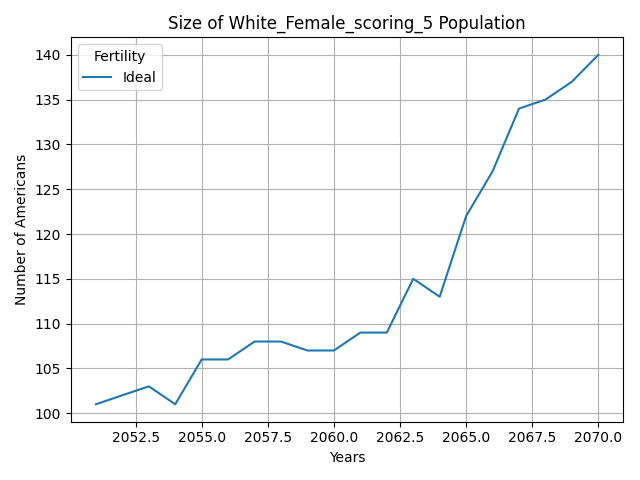 Size of White_Female_scoring_5 Population
Fertility
Ideal
Number of Americans
140
135
130
125
120
115
110
105
100
2052.5 2055.0 2057.5 2060.0 2062.5 2065.0 2067.5 2070.0
Years